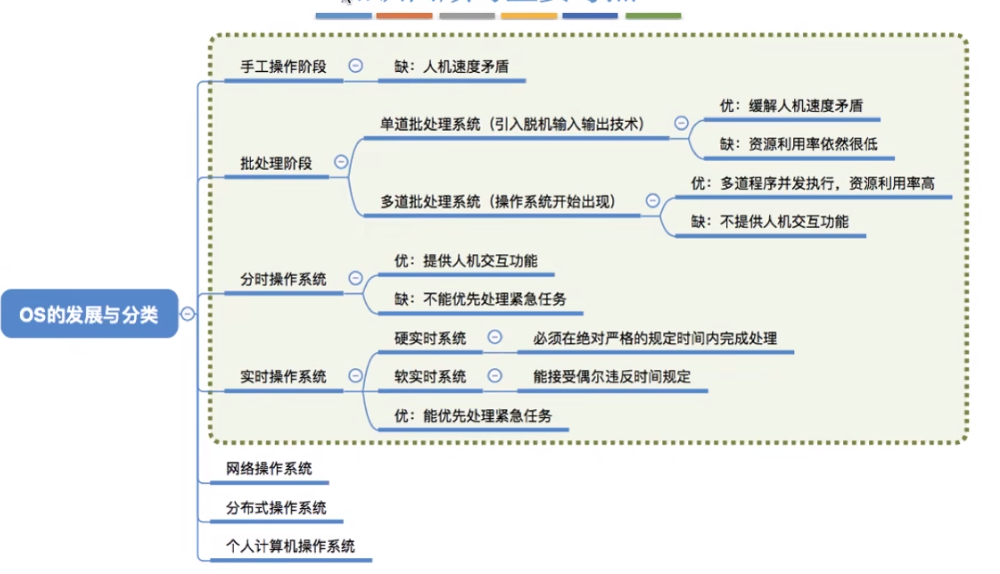 手工操作阶段
缺：人机速度矛盾
批处理阶段
单道批处理系统（引入脱机输入输出技术）
优：缓解人机速度矛盾
缺：资源利用率依然很低
多道批处理系统（操作系统开始出现）
优：多道程序并发执行，资源利用率高
缺：不提供人机交互功能
分时操作系统
优：提供人机交互功能
缺：不能优先处理紧急任务
OS的发展与分类
实时操作系统
硬实时系统
必须在绝对严格的规定时间内完成处理
软实时系统
能接受偶尔违反时间规定
优：能优先处理紧急任务
网络操作系统
分布式操作系统
个人计算机操作系统